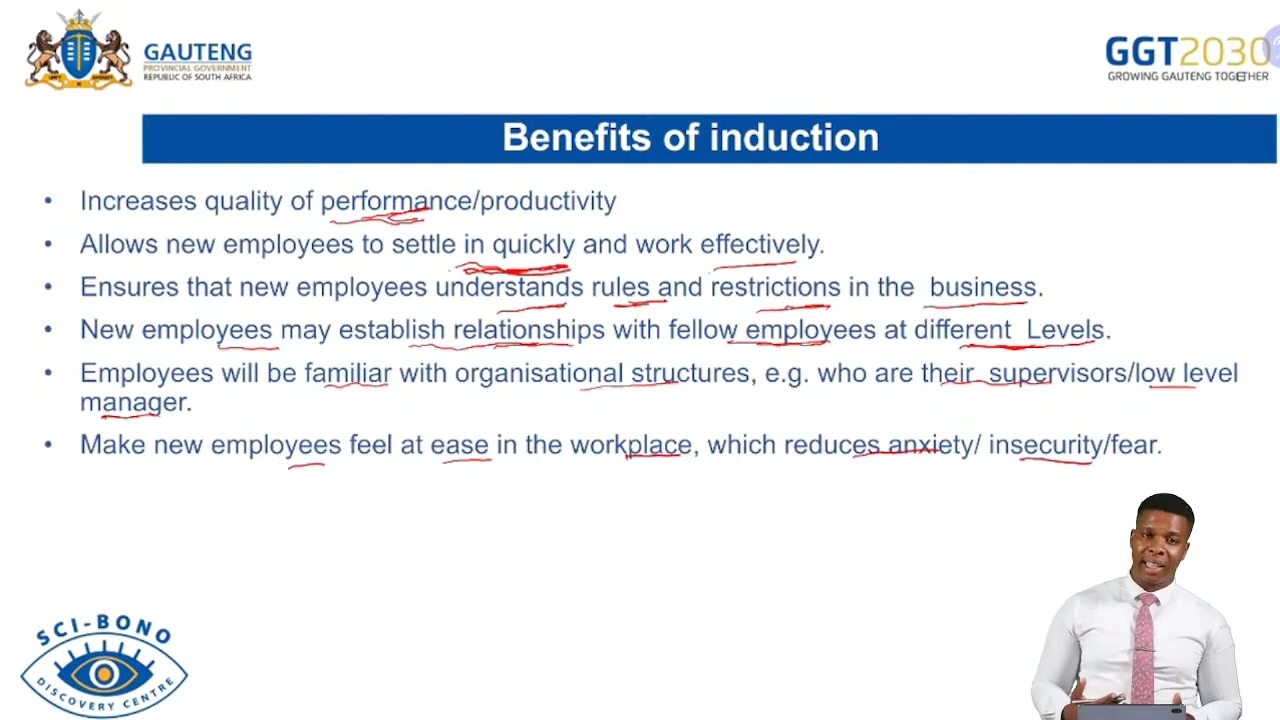 GAUTENG
PROVINCIAL GOVERNMENT
REPUBLIC OF SOUTH AFRICA
GGT2030
GROWING GAUTENG TOGETHER
Benefits of induction
• Increases quality of performance/productivity
• Allows new employees to settle in quickly and work effectively.
• Ensures that new employees understands rules and restrictions in the business.
• New employees may establish relationships with fellow employees at different Levels.
• Employees will be familiar with organisational structures, e.g. who are their supervisors/low level
manager.
• Make new employees feel at ease in the workplace, which reduces anxiety/ insecurity/fear.
SCI-BONO
DISCOVERY CENTRE